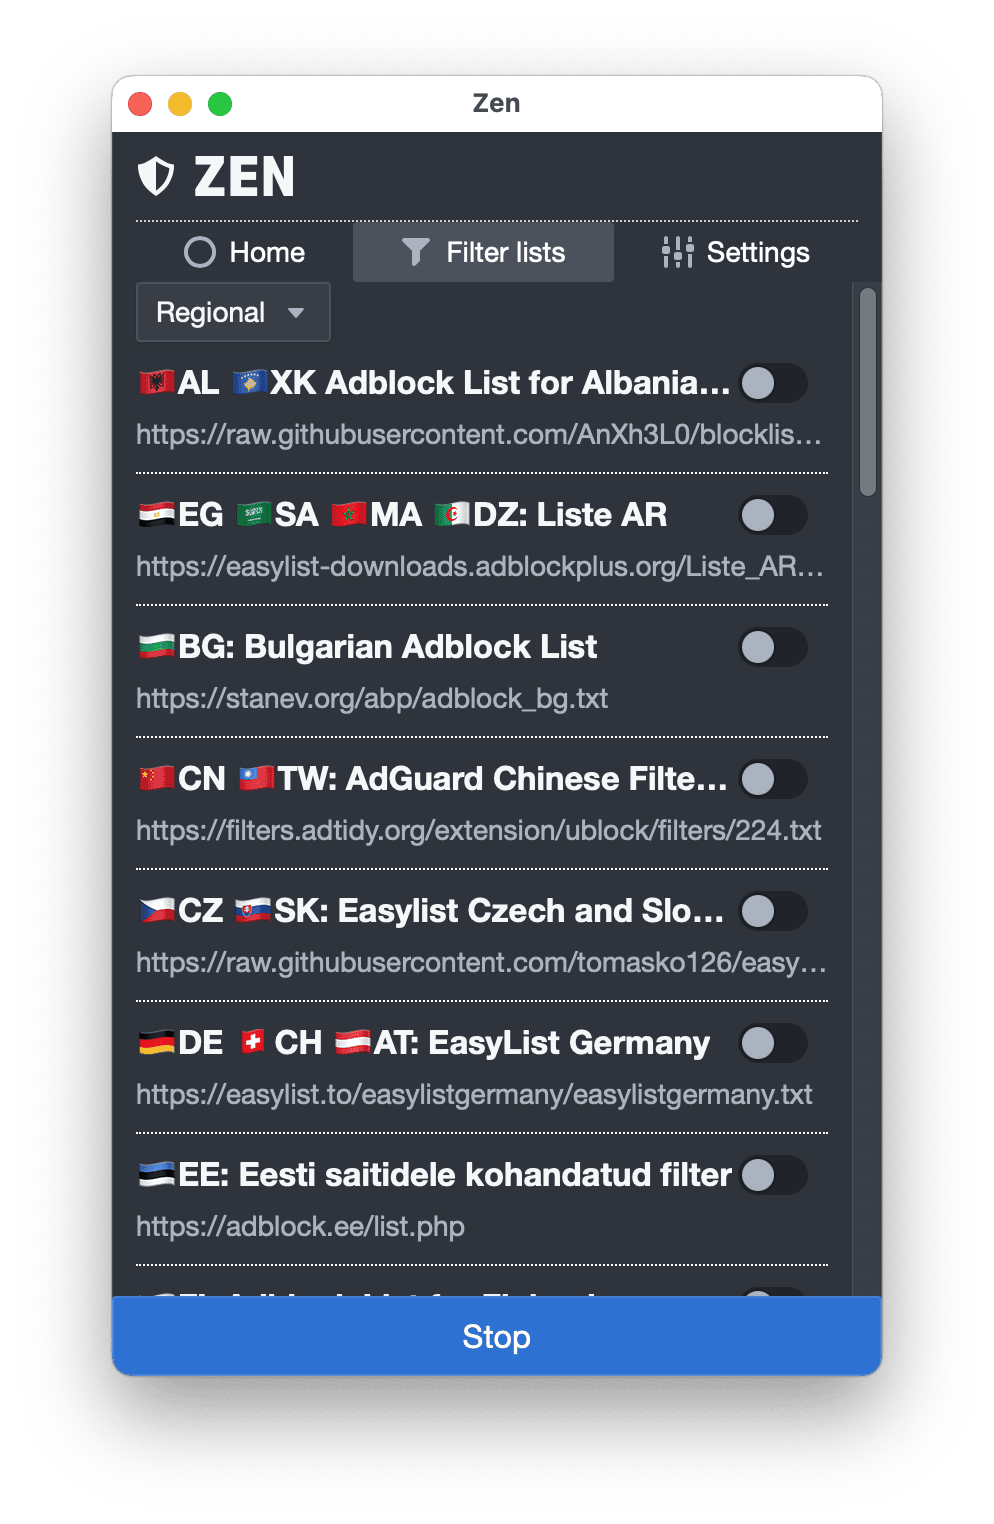 Zen
ZEN
Home
Filter lists
Settings
Regional
🇦🇱AL 🇽🇰XK Adblock List for Albania...
https://raw.githubusercontent.com/AnXh3L0/blocklis...
🇪🇬EG 🇸🇦SA 🇲🇦MA 🇩🇿DZ: Liste AR
https://easylist-downloads.adblockplus.org/Liste_AR...
🇧🇬BG: Bulgarian Adblock List
https://stanev.org/abp/adblock_bg.txt
🇨🇳CN 🇹🇼TW: AdGuard Chinese Filte...
https://filters.adtidy.org/extension/ublock/filters/224.txt
🇨🇿CZ 🇸🇰SK: Easylist Czech and Slo...
https://raw.githubusercontent.com/tomasko126/easy...
🇩🇪DE 🇨🇭CH 🇦🇹AT: EasyList Germany
https://easylist.to/easylistgermany/easylistgermany.txt
🇪🇪EE: Eesti saitidele kohandatud filter
https://adblock.ee/list.php
Stop